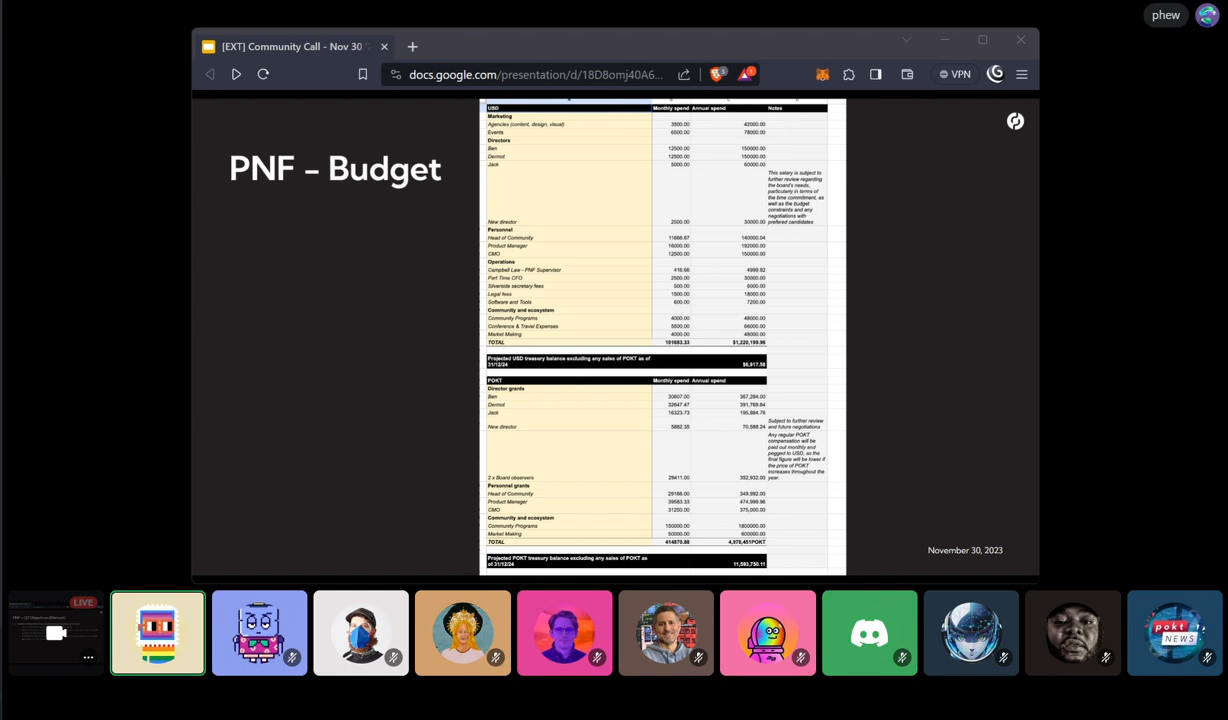 phew
[EXT] Community Call - Nov 30 '
docs.google.com/presentation/d/18D8omj40A6...
3
1
VPN
PNF – Budget
USD Monthly spend Annual spend Notes
Marketing
Agencies (content, design, visual) 3500.00 42000.00
Events 6500.00 78000.00
Directors
Ben 12500.00 150000.00
Dermot 12500.00 150000.00
Jack 5000.00 60000.00
This salary is subject to
further review regarding
the board's needs,
particularly in terms of
the time commitment, as
well as the budget
constraints and any
negotiations with
prefered candidates
New director 2500.00 30000.00
Personnel
Head of Community 11666.67 140000.04
Product Manager 16000.00 192000.00
CMO 12500.00 150000.00
Operations
Campbell Law - PNF Supervisor 416.66 4999.92
Part Time CFO 2500.00 30000.00
Silverside secretary fees 500.00 6000.00
Legal fees 1500.00 18000.00
Software and Tools 600.00 7200.00
Community and ecosystem
Community Programs 4000.00 48000.00
Conference & Travel Expenses 5500.00 66000.00
Market Making 4000.00 48000.00
TOTAL 101683.33 $1,220,199.96
Projected USD treasury balance excluding any sales of POKT as of
31/12/24 $6,917.58
POKT Monthly spend Annual spend
Director grants
Ben 30607.00 367,284.00
Dermot 32647.47 391,769.64
Jack 16323.73 195,884.76
Subject to further review
New director 5882.35 70,588.24 and future negotiations
Any regular POKT
compensation will be
paid out monthly and
pegged to USD, so the
final figure will be lower if
the price of POKT
increases throughout the
2 x Board observers 29411.00 352,932.00 year.
Personnel grants
Head of Community 29166.00 349,992.00
Product Manager 39583.33 474,999.96
CMO 31250.00 375,000.00
Community and ecosystem
Community Programs 150000.00 1800000.00
Market Making 50000.00 600000.00
TOTAL 414870.88 4,978,451POKT
Projected POKT treasury balance excluding any sales of POKT as
of 31/12/24 11,593,750.11
November 30, 2023
LIVE
pokt
NEWS